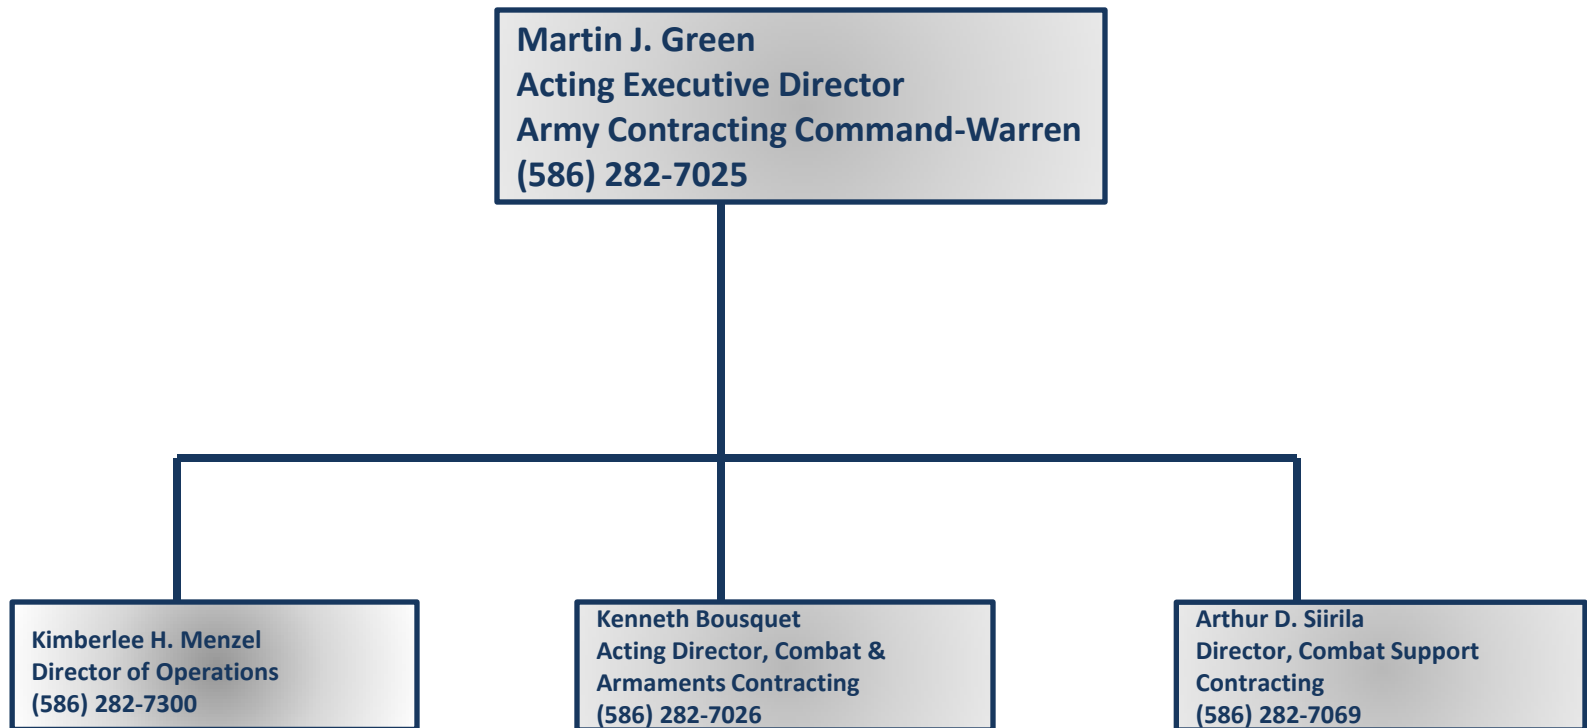 Martin J. Green
Acting Executive Director
Army Contracting Command-Warren
(586) 282-7025
Kimberlee H. Menzel
Director of Operations
(586) 282-7300
Kenneth Bousquet
Acting Director, Combat &
Armaments Contracting
(586) 282-7026
Arthur D. Siirila
Director, Combat Support
Contracting
(586) 282-7069